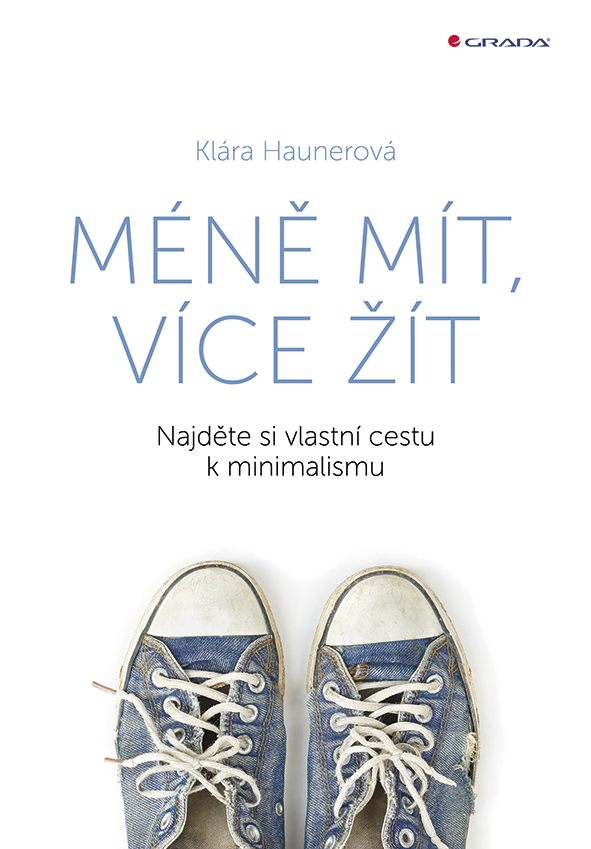 GRADA
Klára Haunerová
MÉNĚ MÍT,
VÍCE ŽÍT
Najděte si vlastní cestu
k minimalismu